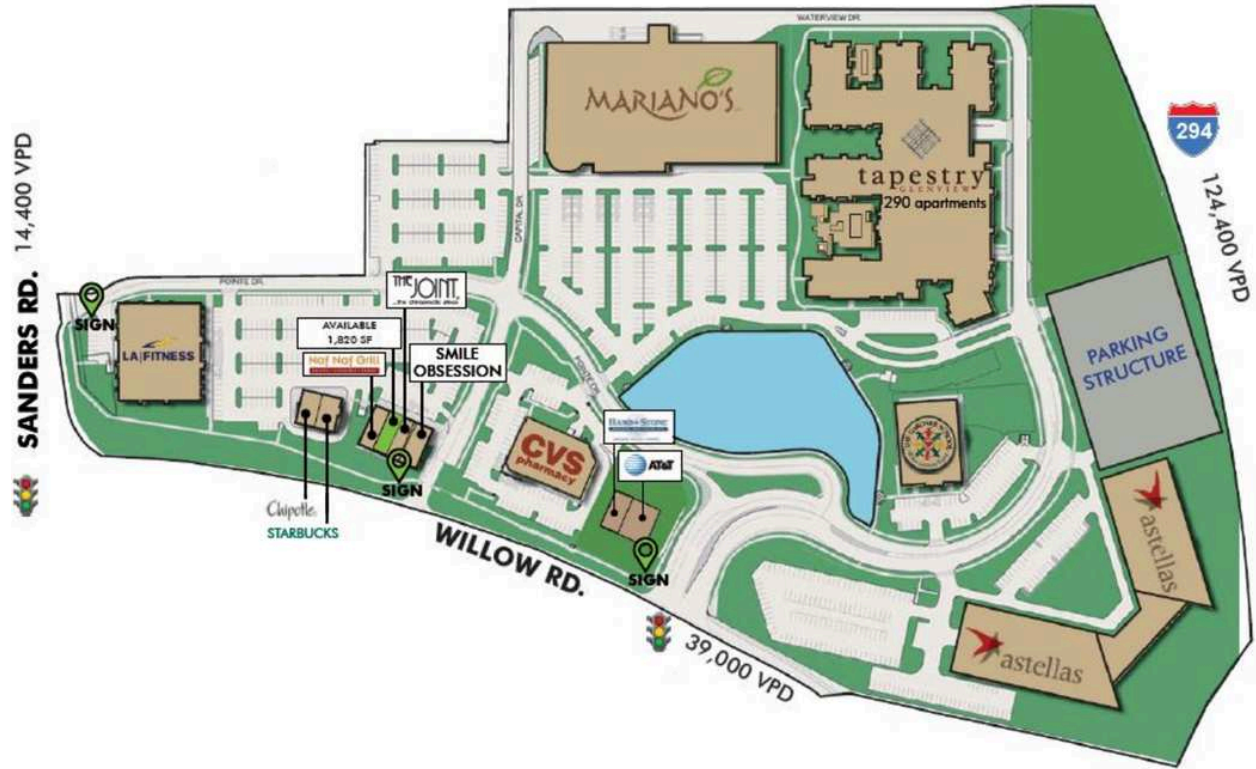 WATERVIEW DR.
MARIANO'S
294
124,400 VPD
tapestry
GLENVIEW
290 apartments
CAPITAL DR.
SANDERS RD. 14,400 VPD
POINTE DR.
THE JOINT
SIGN
LA|FITNESS
AVAILABLE
1,820 SF
Naf Naf Grill
SMILE
OBSESSION
PARKING
STRUCTURE
CVS
pharmacy
HAND & STONE
AT&T
SIGN
Chipotle
STARBUCKS
WILLOW RD.
SIGN
39,000 VPD
astellas
astellas